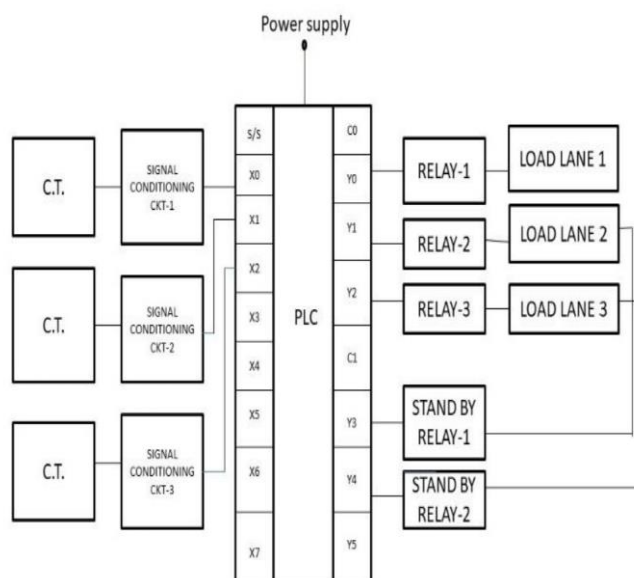 Power supply
C.T.
SIGNAL
CONDITIONING
CKT-1
C.T.
SIGNAL
CONDITIONING
CKT-2
C.T.
SIGNAL
CONDITIONING
CKT-3
s/s
X0
X1
X2
X3
X4
X5
X6
X7
PLC
C0
Y0
Y1
Y2
C1
Y3
Y4
Y5
RELAY-1
RELAY-2
RELAY-3
STAND BY
RELAY-1
STAND BY
RELAY-2
LOAD LANE 1
LOAD LANE 2
LOAD LANE 3